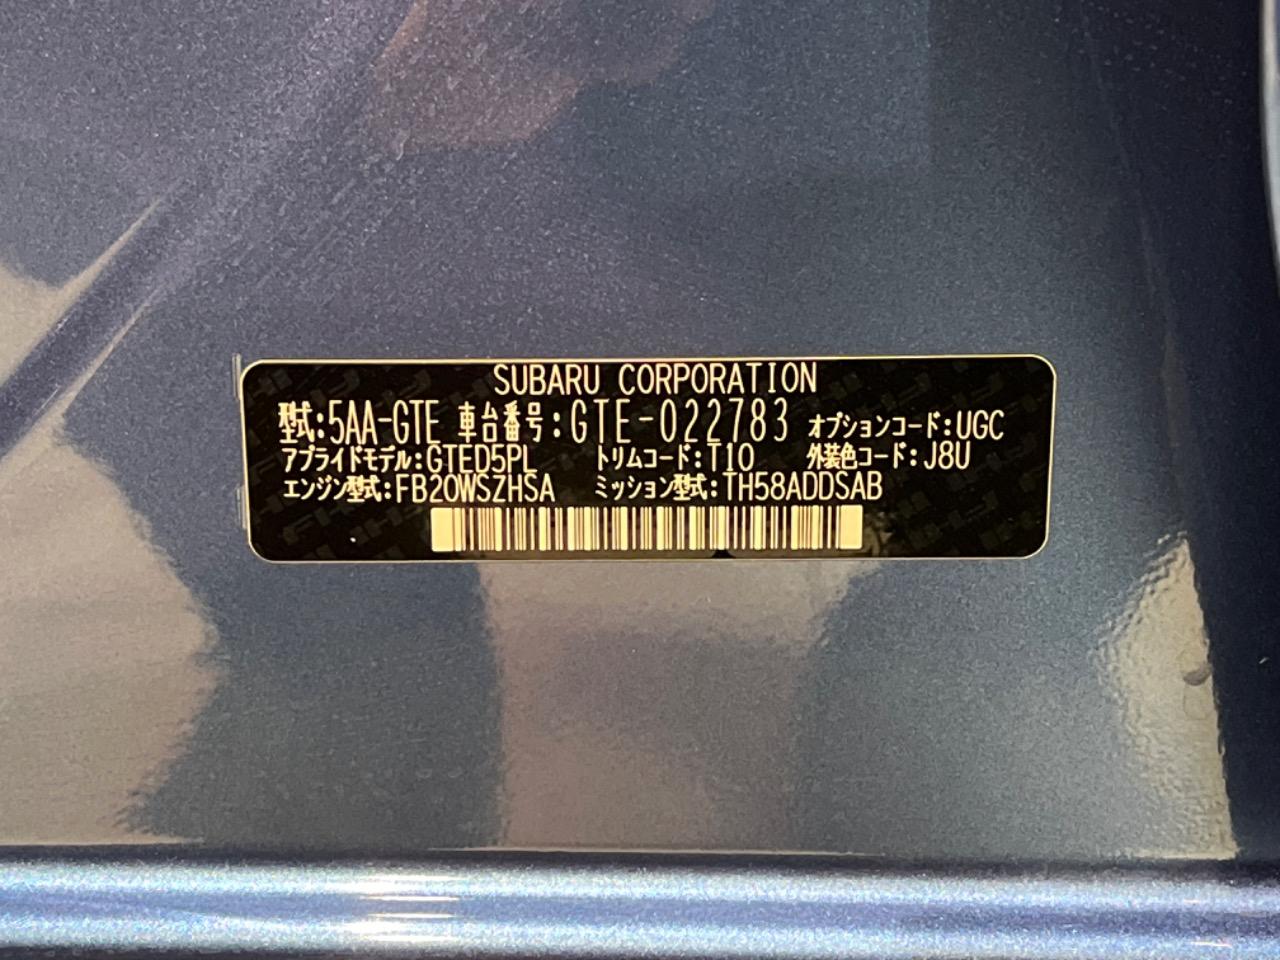 SUBARU CORPORATION
型式:5AA-GTE 車台番号:GTE-022783 オプションコード:UGC
アプライドモデル:GTED5PL トリムコード:T10 外装色コード:J8U
エンジン型式:FB20WSZHSA ミッション型式:TH58ADDSAB